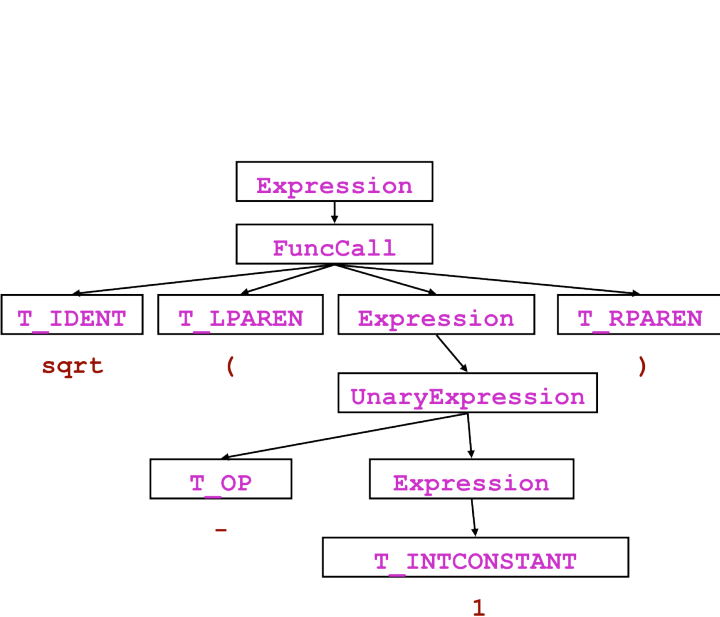 Expression
FuncCall
T_IDENT T_LPAREN Expression T_RPAREN
sqrt ( )
UnaryExpression
T_OP Expression
-
T_INTCONSTANT
1